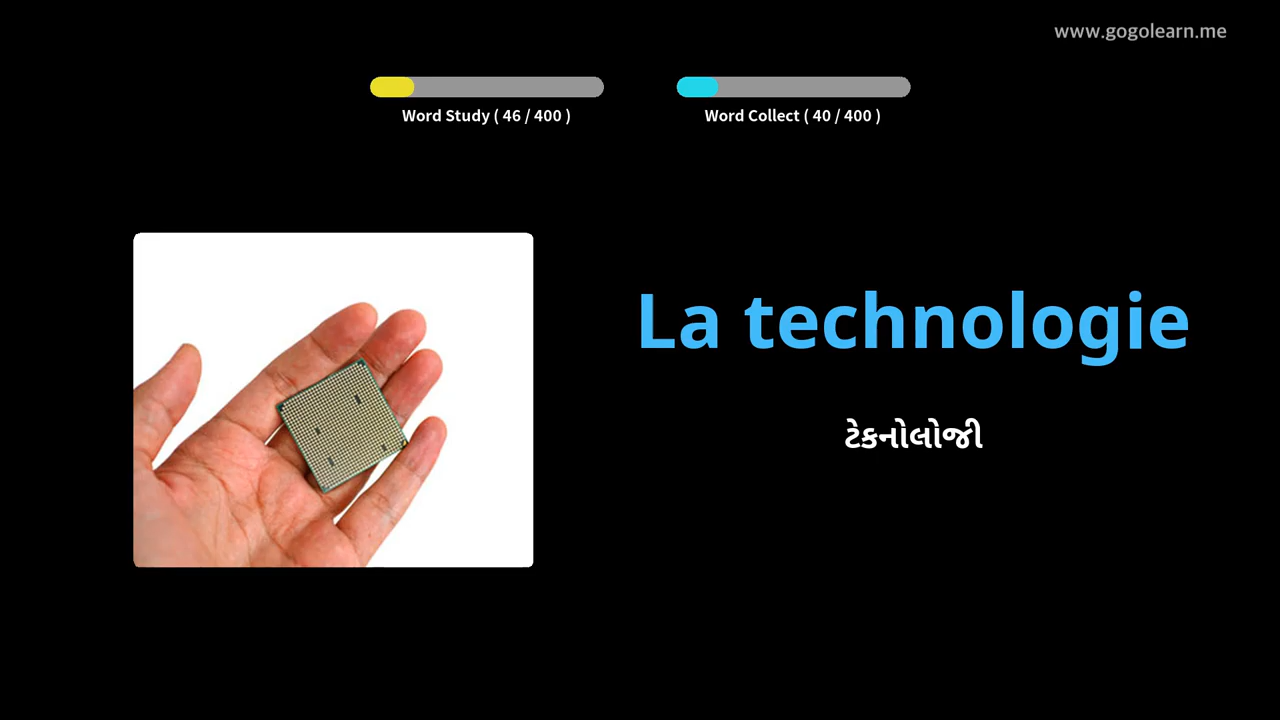 www.gogolearn.me
Word Study ( 46 / 400 )
Word Collect ( 40 / 400 )
La technologie
ટેકનોલોજી